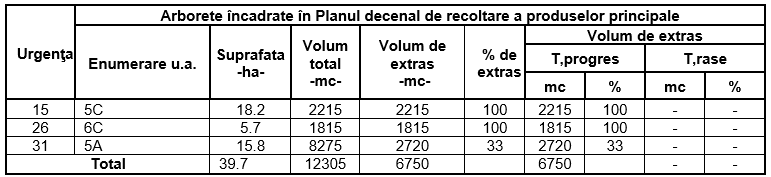 Arborete încadrate în Planul decenal de recoltare a produselor principale
Urgenţa Enumerare u.a. Suprafata -ha- Volum total -mc- Volum de extras -mc- % de extras Volum de extras
T,progres T,rase
mc % mc %
15 5C 18.2 2215 2215 100 2215 100 - -
26 6C 5.7 1815 1815 100 1815 100 - -
31 5A 15.8 8275 2720 33 2720 33 - -
Total 39.7 12305 6750 6750 - -